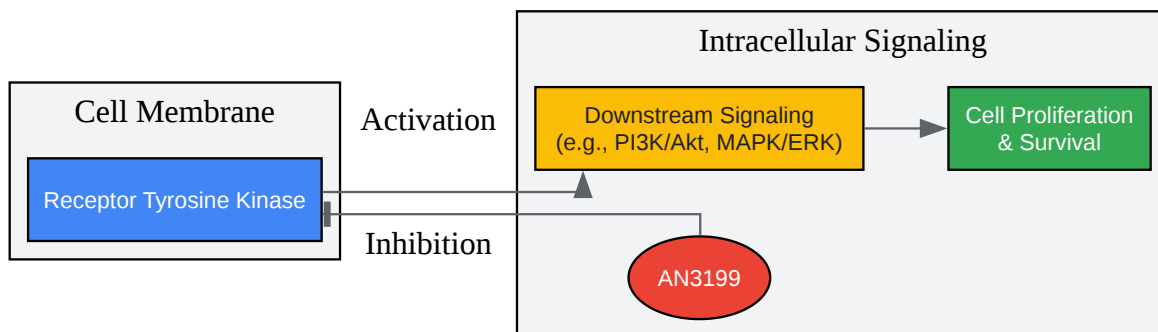 Intracellular Signaling
Cell Membrane
Activation
Downstream Signaling
(e.g., PI3K/Akt, MAPK/ERK)
Cell Proliferation
& Survival
Receptor Tyrosine Kinase
Inhibition
AN3199